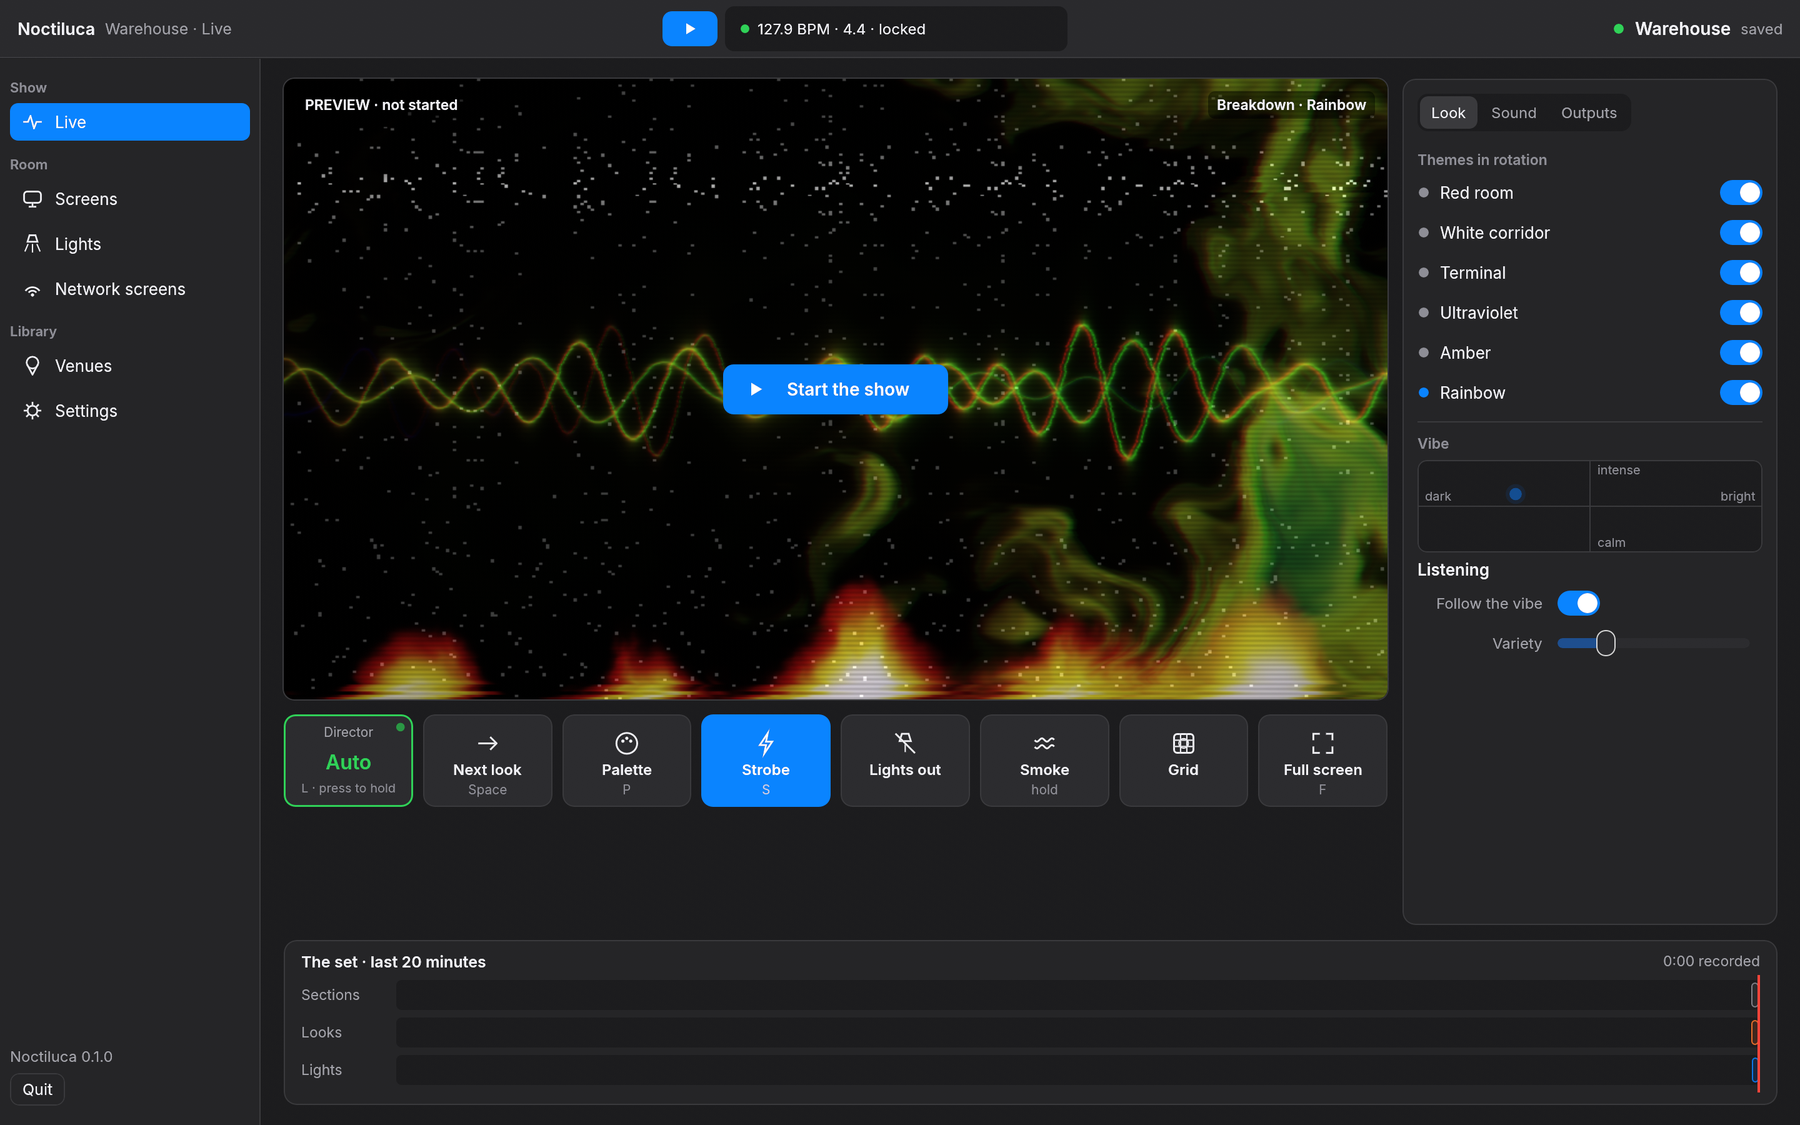 Noctiluca Warehouse · Live
127.9 BPM · 4.4 · locked
Warehouse saved
Show
Live
Room
Screens
Lights
Network screens
Library
Venues
Settings
Noctiluca 0.1.0
Quit
PREVIEW · not started
Breakdown · Rainbow
Start the show
Director
Auto
L · press to hold
Next look
Space
Palette
P
Strobe
S
Lights out
Smoke
hold
Grid
Full screen
F
Look Sound Outputs
Themes in rotation
Red room
White corridor
Terminal
Ultraviolet
Amber
Rainbow
Vibe
intense
dark
bright
calm
Listening
Follow the vibe
Variety
The set · last 20 minutes
0:00 recorded
Sections
Looks
Lights